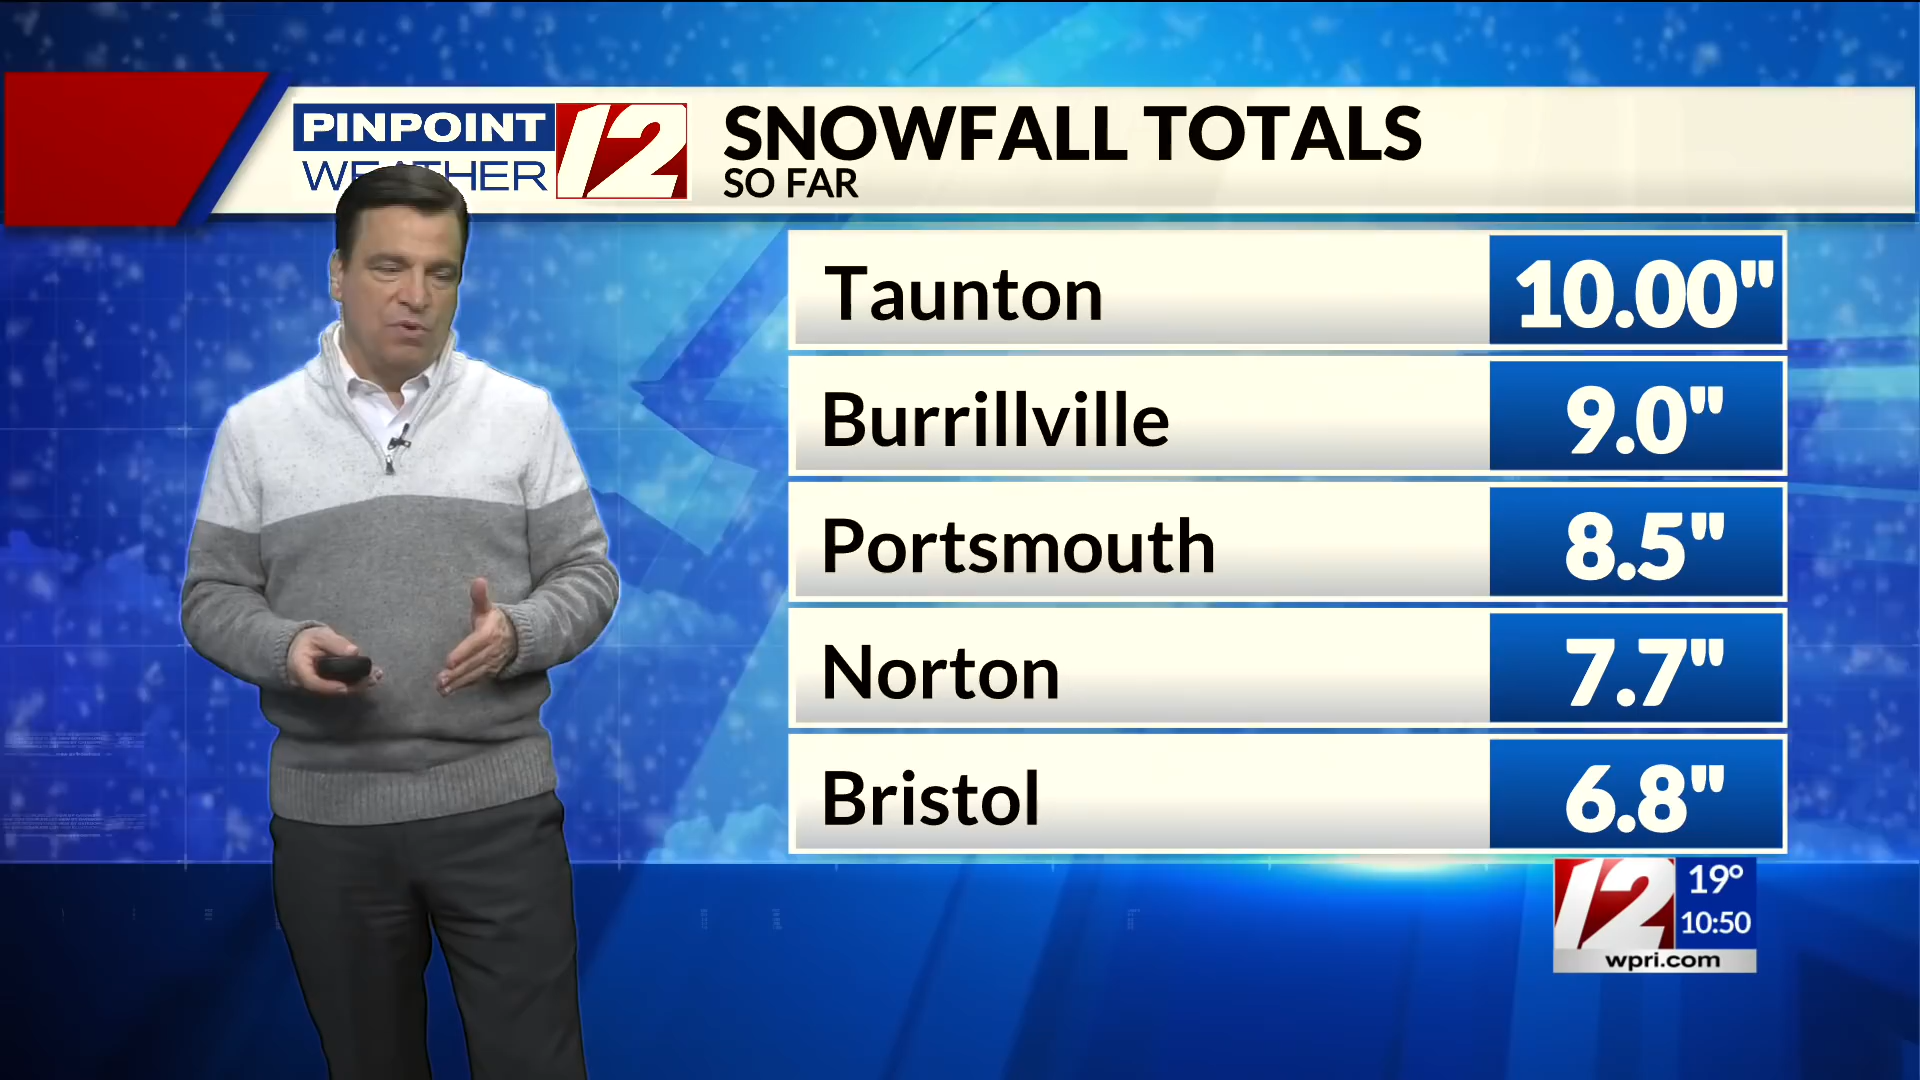 PINPOINT
WEATHER
12
SNOWFALL TOTALS
SO FAR
Taunton 10.00"
Burrillville 9.0"
Portsmouth 8.5"
Norton 7.7"
Bristol 6.8"
12
19°
10:50
wpri.com